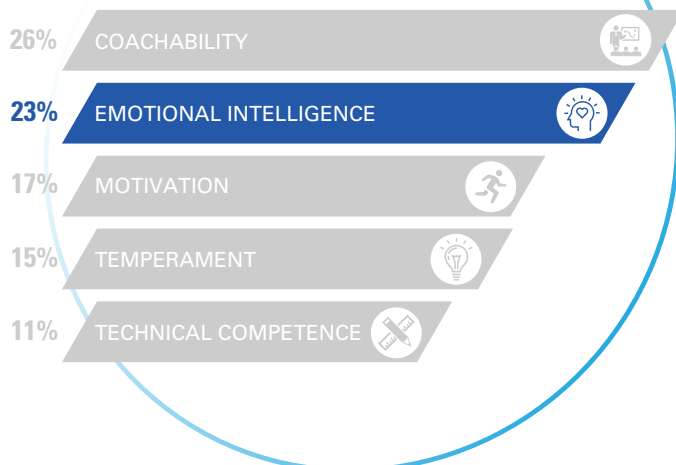 26% COACHABILITY
23% EMOTIONAL INTELLIGENCE
17% MOTIVATION
15% TEMPERAMENT
11% TECHNICAL COMPETENCE